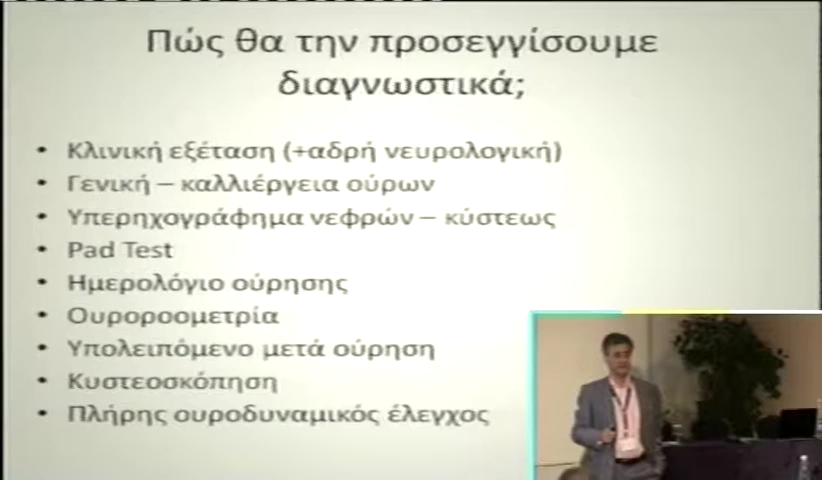 Πώς θα την προσεγγίσουμε
διαγνωστικά;
• Κλινική εξέταση (+αδρή νευρολογική)
• Γενική – καλλιέργεια ούρων
• Υπερηχογράφημα νεφρών – κύστεως
• Pad Test
• Ημερολόγιο ούρησης
• Ουροροομετρία
• Υπολειπόμενο μετά ούρηση
• Κυστεοσκόπηση
• Πλήρης ουροδυναμικός έλεγχος